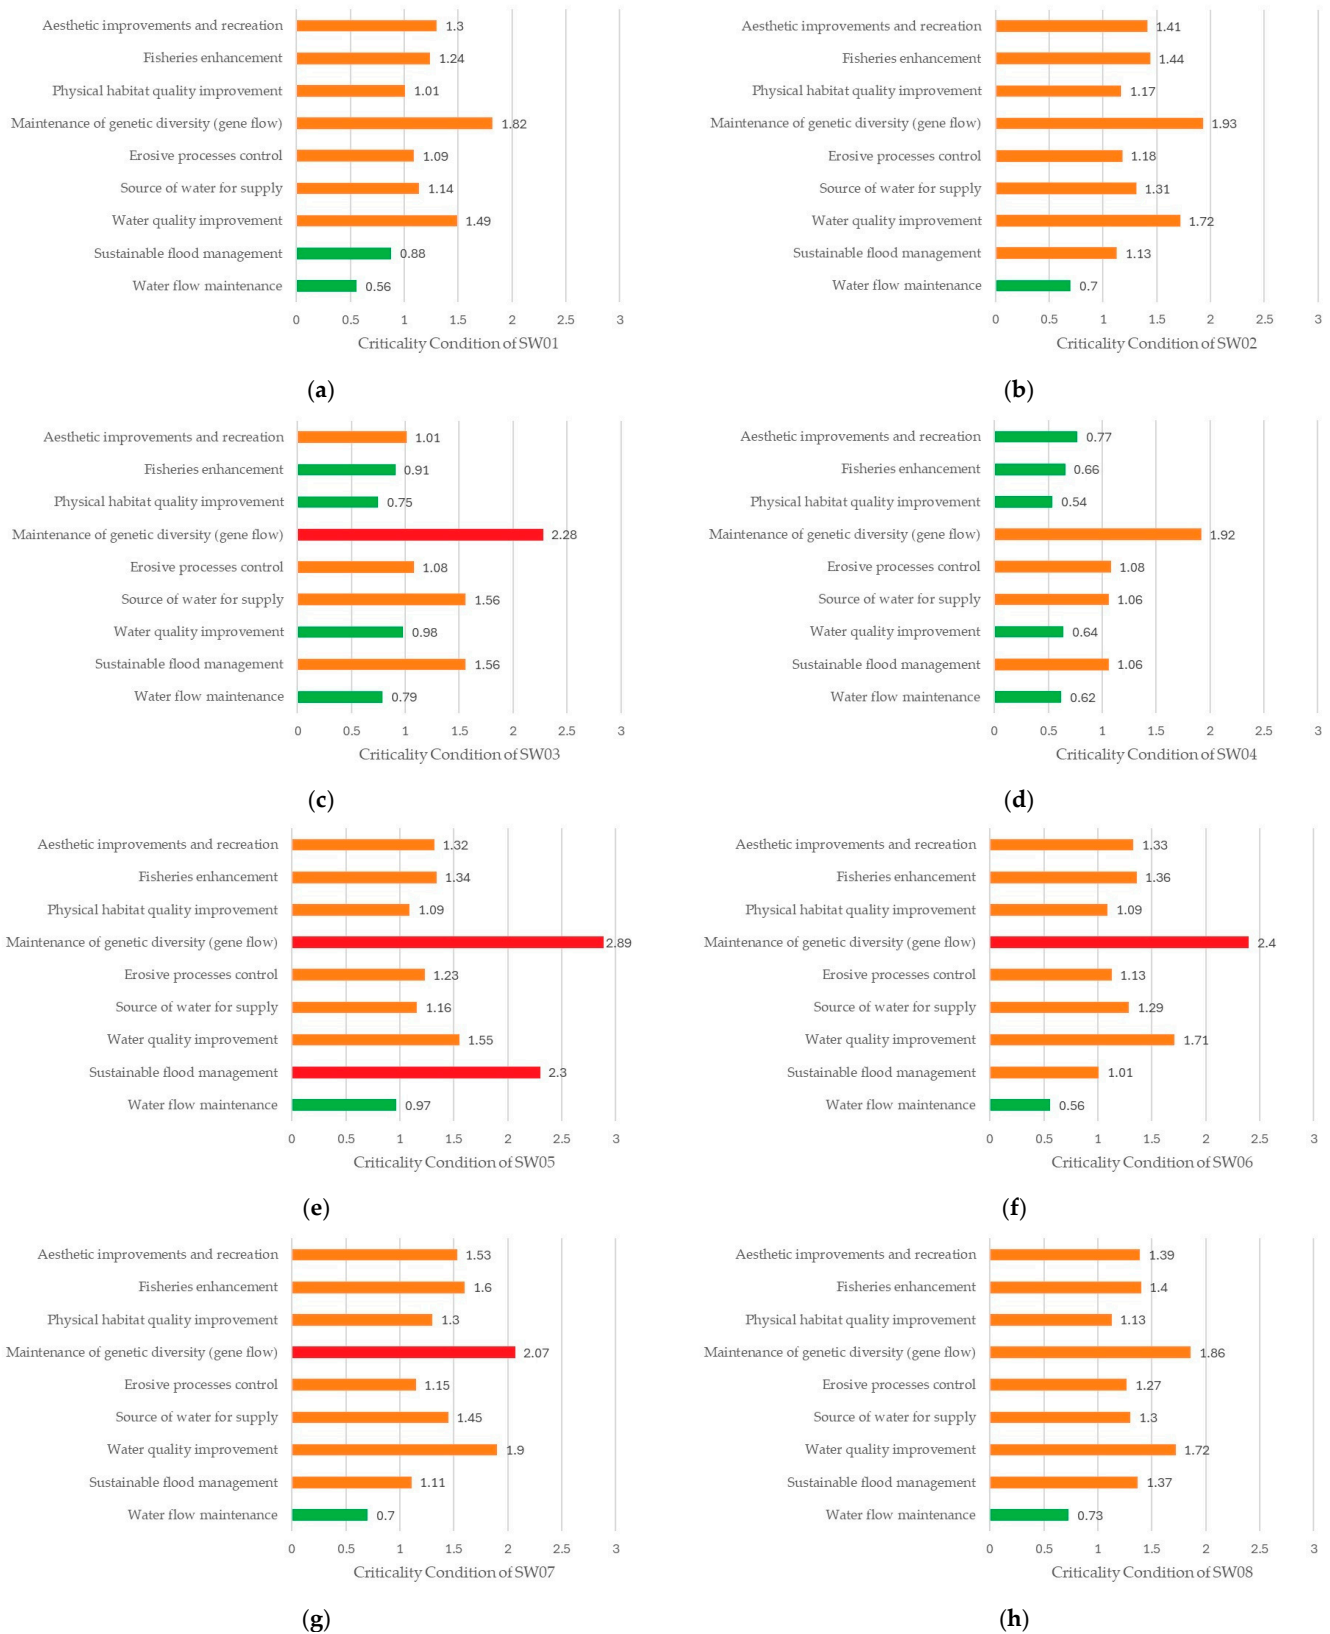 Aesthetic improvements and recreation 1.3
Fisheries enhancement 1.24
Physical habitat quality improvement 1.01
Maintenance of genetic diversity (gene flow) 1.82
Erosive processes control 1.09
Source of water for supply 1.14
Water quality improvement 1.49
Sustainable flood management 0.88
Water flow maintenance 0.56
0 0.5 1 1.5 2 2.5 3
Criticality Condition of SW01
(a)
Aesthetic improvements and recreation 1.41
Fisheries enhancement 1.44
Physical habitat quality improvement 1.17
Maintenance of genetic diversity (gene flow) 1.93
Erosive processes control 1.18
Source of water for supply 1.31
Water quality improvement 1.72
Sustainable flood management 1.13
Water flow maintenance 0.7
0 0.5 1 1.5 2 2.5 3
Criticality Condition of SW02
(b)
Aesthetic improvements and recreation 1.01
Fisheries enhancement 0.91
Physical habitat quality improvement 0.75
Maintenance of genetic diversity (gene flow) 2.28
Erosive processes control 1.08
Source of water for supply 1.56
Water quality improvement 0.98
Sustainable flood management 1.56
Water flow maintenance 0.79
0 0.5 1 1.5 2 2.5 3
Criticality Condition of SW03
(c)
Aesthetic improvements and recreation 0.77
Fisheries enhancement 0.66
Physical habitat quality improvement 0.54
Maintenance of genetic diversity (gene flow) 1.92
Erosive processes control 1.08
Source of water for supply 1.06
Water quality improvement 0.64
Sustainable flood management 1.06
Water flow maintenance 0.62
0 0.5 1 1.5 2 2.5 3
Criticality Condition of SW04
(d)
Aesthetic improvements and recreation 1.32
Fisheries enhancement 1.34
Physical habitat quality improvement 1.09
Maintenance of genetic diversity (gene flow) 2.89
Erosive processes control 1.23
Source of water for supply 1.16
Water quality improvement 1.55
Sustainable flood management 2.3
Water flow maintenance 0.97
0 0.5 1 1.5 2 2.5 3
Criticality Condition of SW05
(e)
Aesthetic improvements and recreation 1.33
Fisheries enhancement 1.36
Physical habitat quality improvement 1.09
Maintenance of genetic diversity (gene flow) 2.4
Erosive processes control 1.13
Source of water for supply 1.29
Water quality improvement 1.71
Sustainable flood management 1.01
Water flow maintenance 0.56
0 0.5 1 1.5 2 2.5 3
Criticality Condition of SW06
(f)
Aesthetic improvements and recreation 1.53
Fisheries enhancement 1.6
Physical habitat quality improvement 1.3
Maintenance of genetic diversity (gene flow) 2.07
Erosive processes control 1.15
Source of water for supply 1.45
Water quality improvement 1.9
Sustainable flood management 1.11
Water flow maintenance 0.7
0 0.5 1 1.5 2 2.5 3
Criticality Condition of SW07
(g)
Aesthetic improvements and recreation 1.39
Fisheries enhancement 1.4
Physical habitat quality improvement 1.13
Maintenance of genetic diversity (gene flow) 1.86
Erosive processes control 1.27
Source of water for supply 1.3
Water quality improvement 1.72
Sustainable flood management 1.37
Water flow maintenance 0.73
0 0.5 1 1.5 2 2.5 3
Criticality Condition of SW08
(h)